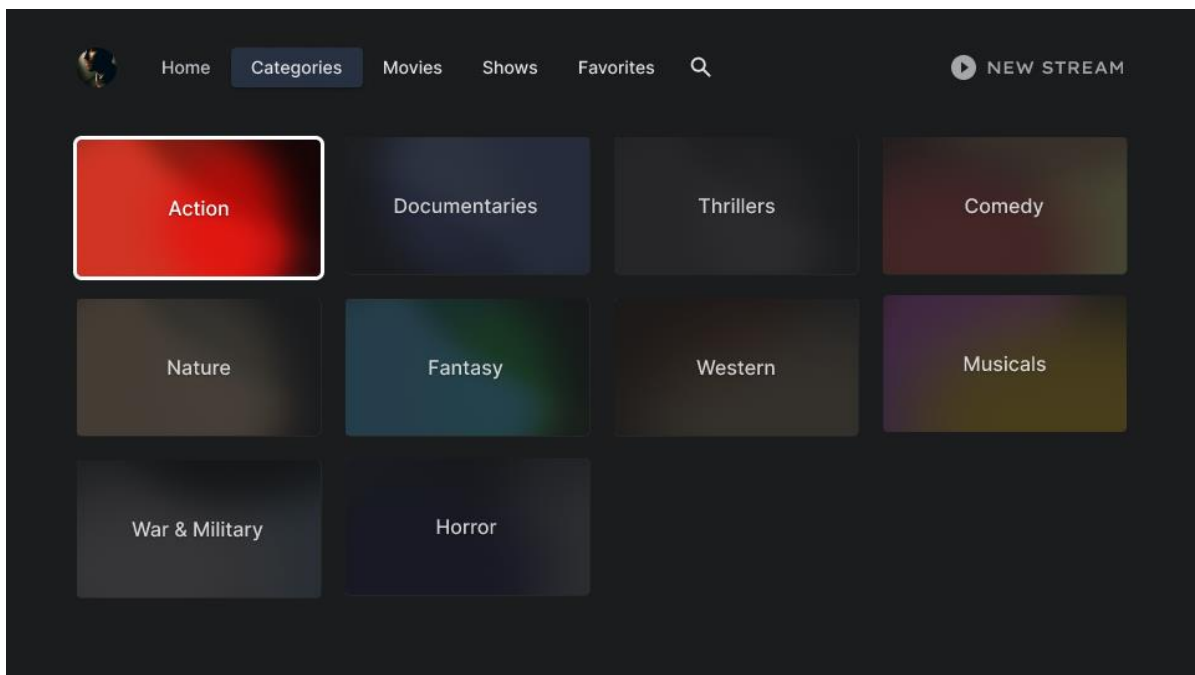 Home Categories Movies Shows Favorites NEW STREAM
Action Documentaries Thrillers Comedy
Nature Fantasy Western Musicals
War & Military Horror